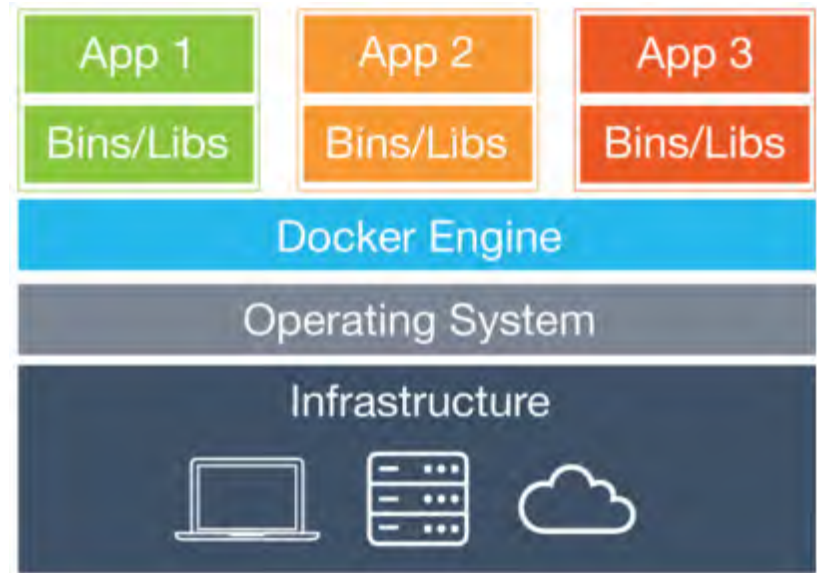 App 1
App 2
App 3
Bins/Libs
Bins/Libs
Bins/Libs
Docker Engine
Operating System
Infrastructure